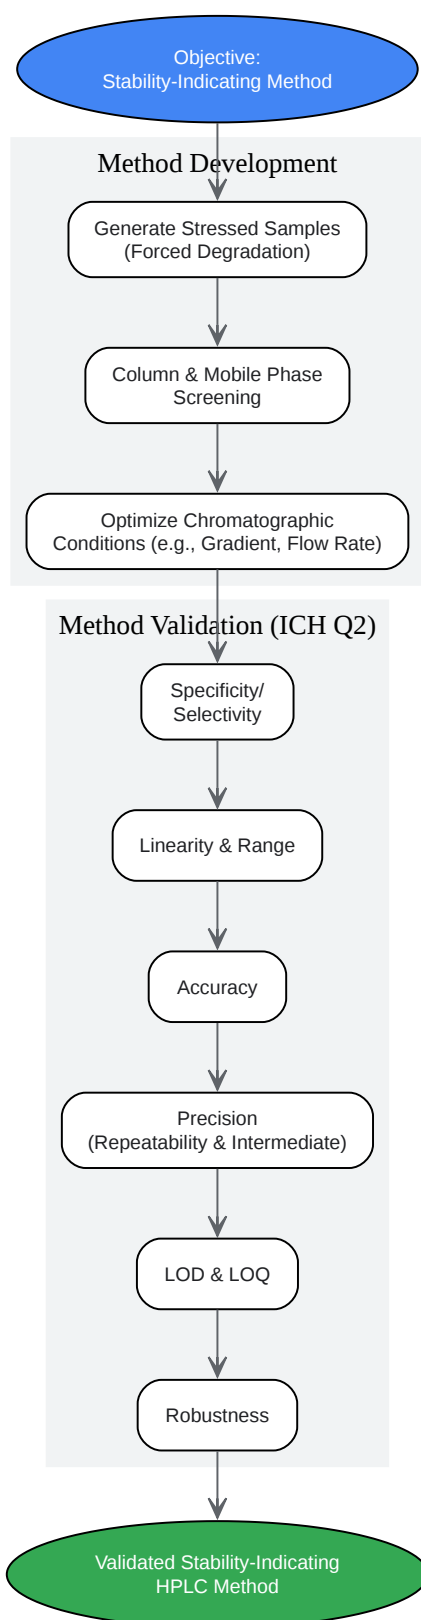 Objective:
Stability-Indicating Method
Method Development
Generate Stressed Samples
(Forced Degradation)
Column & Mobile Phase
Screening
Optimize Chromatographic
Conditions (e.g., Gradient, Flow Rate)
Method Validation (ICH Q2)
Specificity/
Selectivity
Linearity & Range
Accuracy
Precision
(Repeatability & Intermediate)
LOD & LOQ
Robustness
Validated Stability-Indicating
HPLC Method